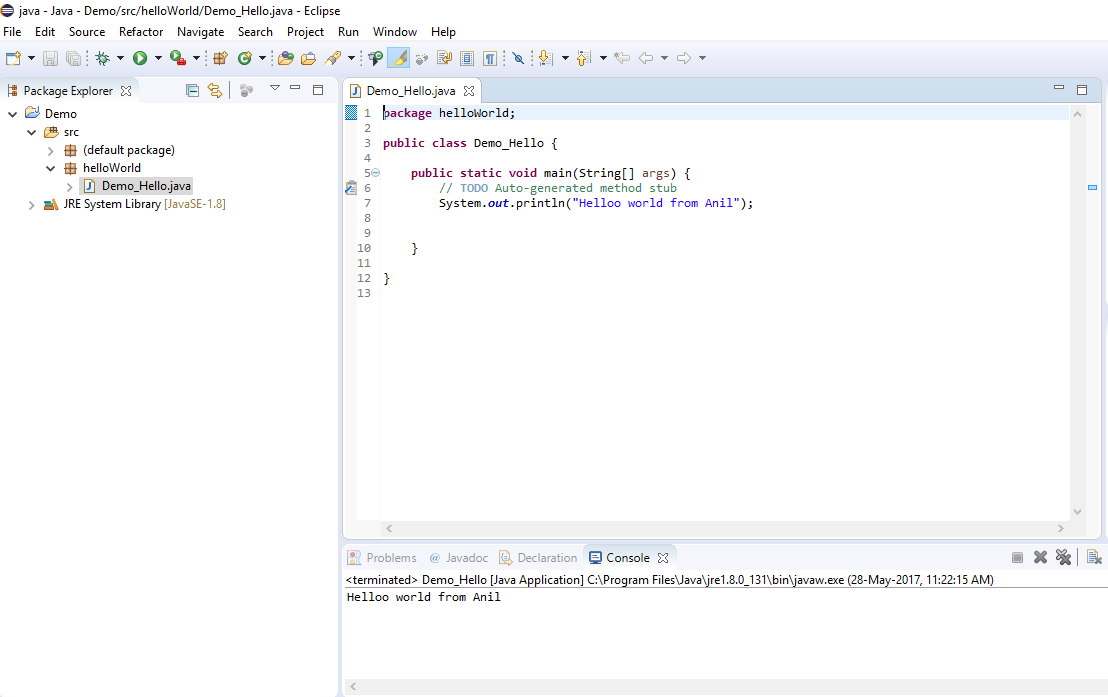 java - Java - Demo/src/helloWorld/Demo_Hello.java - Eclipse
File Edit Source Refactor Navigate Search Project Run Window Help
Package Explorer
Demo
src
(default package)
helloWorld
Demo_Hello.java
JRE System Library [JavaSE-1.8]
Demo_Hello.java
1 package helloWorld;
2
3 public class Demo_Hello {
4
5 public static void main(String[] args) {
6 // TODO Auto-generated method stub
7 System.out.println("Helloo world from Anil");
8
9
10 }
11
12 }
13
Problems @ Javadoc Declaration Console
<terminated> Demo_Hello [Java Application] C:\Program Files\Java\jre1.8.0_131\bin\javaw.exe (28-May-2017, 11:22:15 AM)
Helloo world from Anil